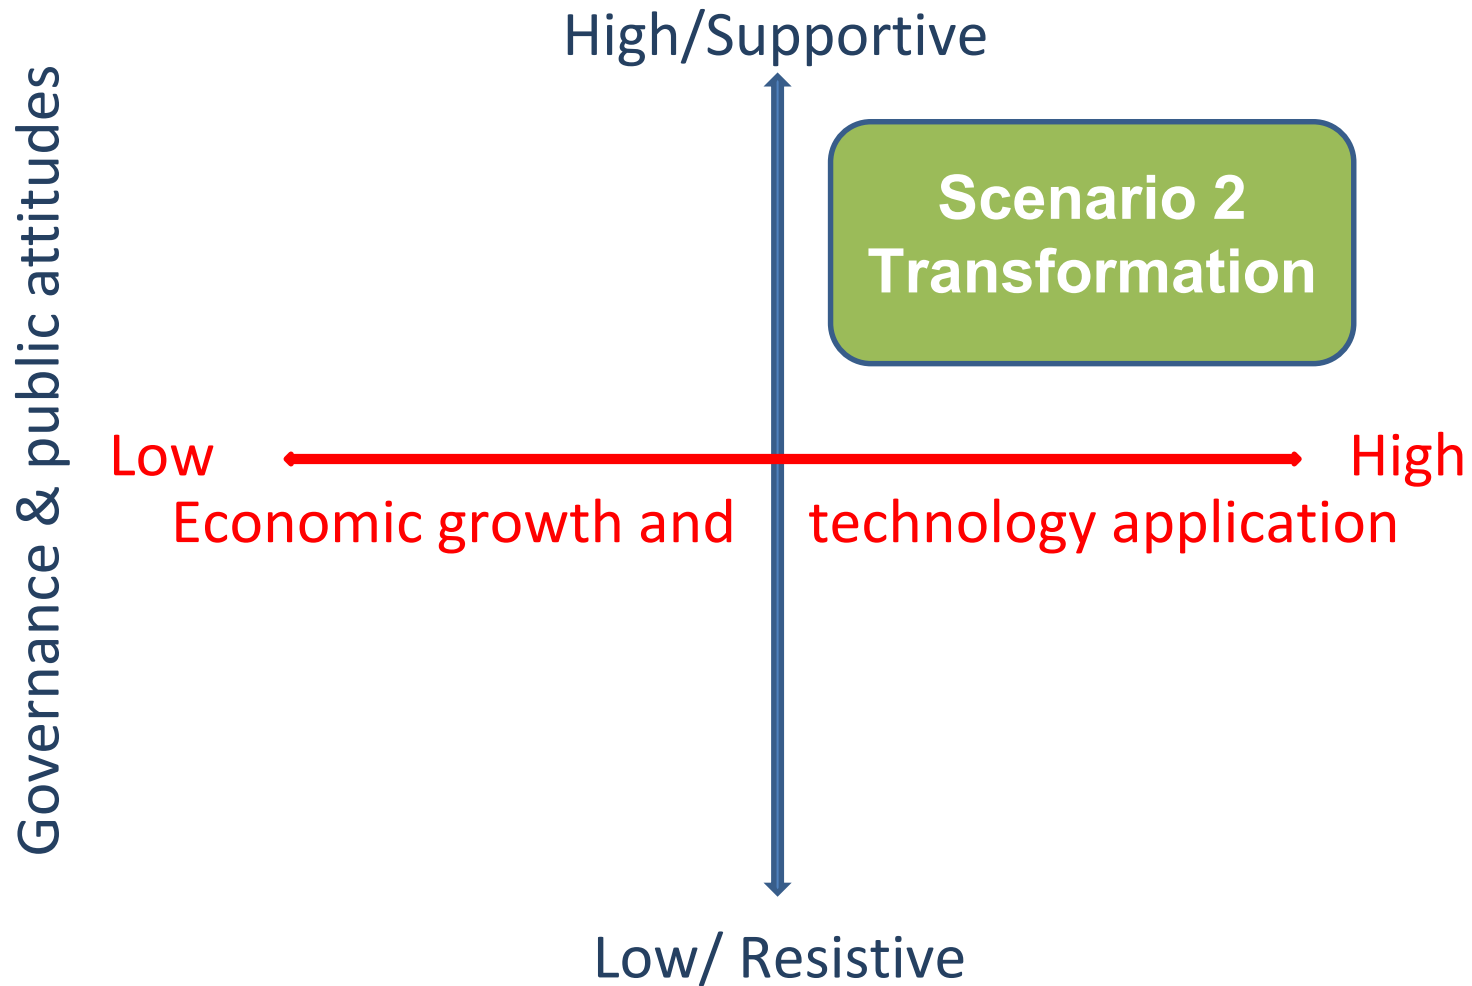 High/Supportive
Governance & public attitudes
Scenario 2
Transformation
Low
High
Economic growth and technology application
Low/ Resistive